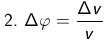 2. Δφ = Δv / v